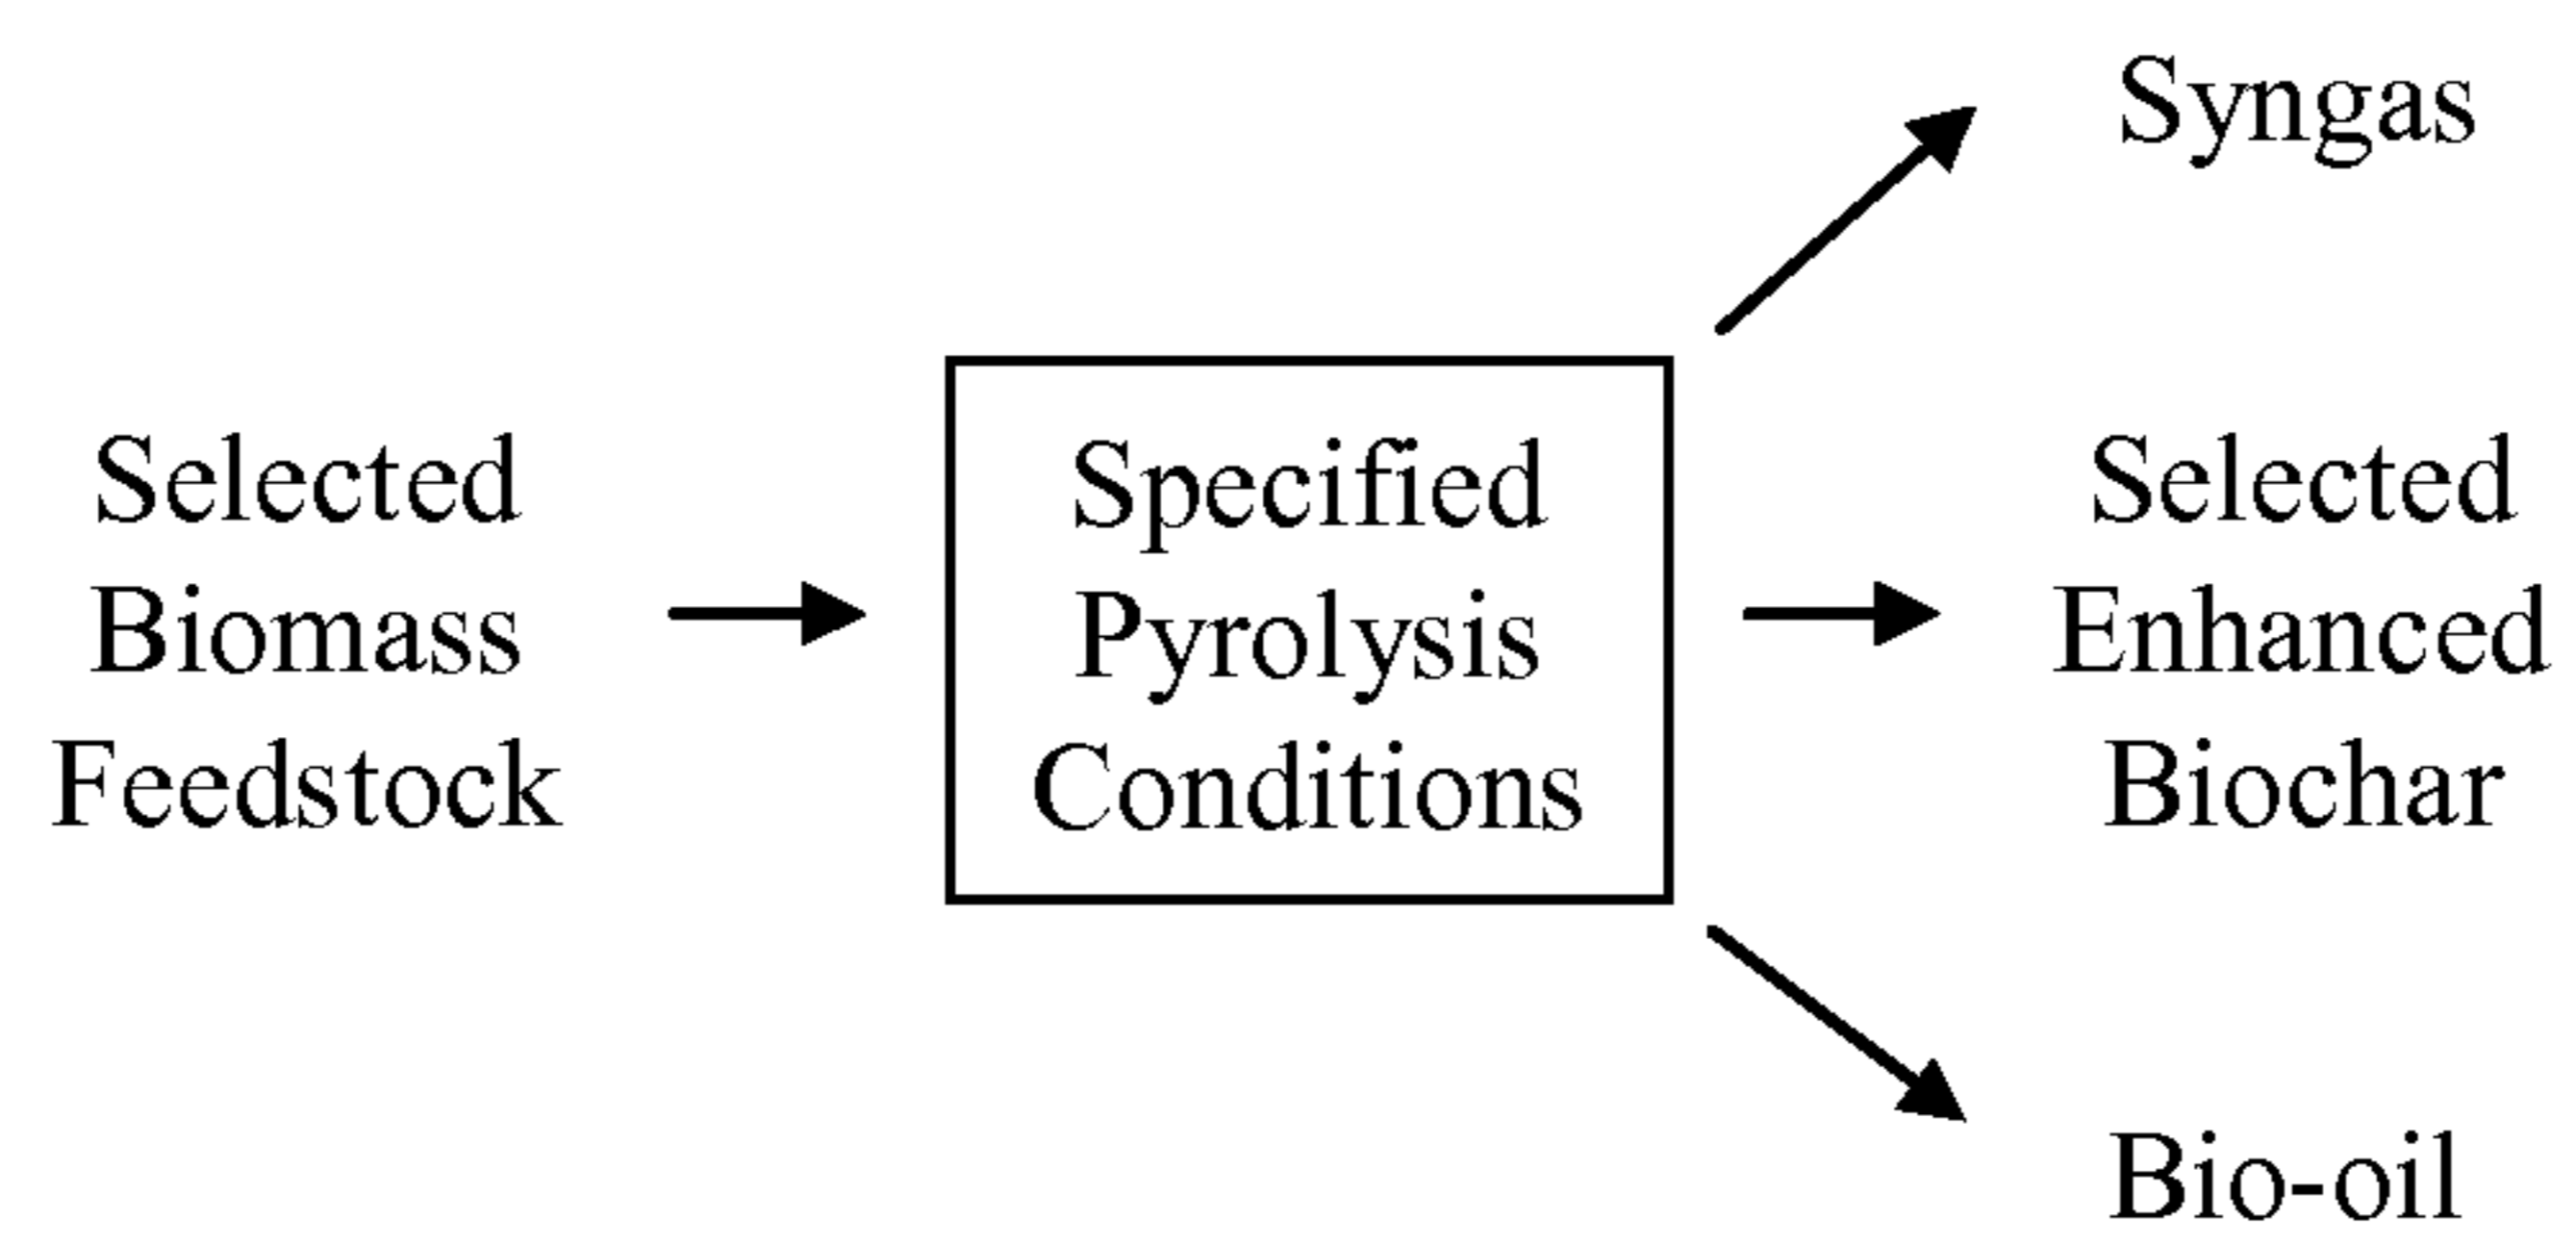 Selected
Biomass
Feedstock
Specified
Pyrolysis
Conditions
Syngas
Selected
Enhanced
Biochar
Bio-oil